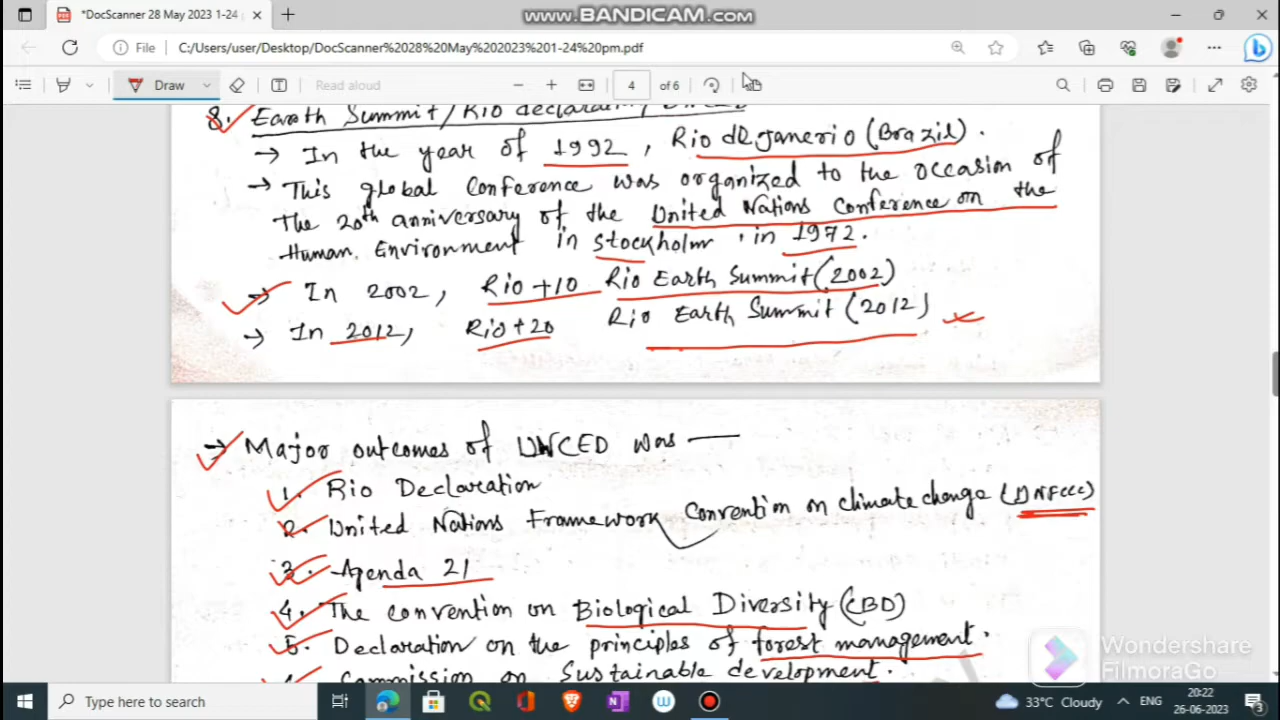 *DocScanner 28 May 2023 1-24
www.BANDICAM.com
File
C:/Users/user/Desktop/DocScanner%2028%20May%202023%201-24%20pm.pdf
Draw
Read aloud
4 of 6
8. Earth Summit/Rio declaration/UNCED
→ In the year of 1992, Rio de Janerio (Brazil).
→ This global Conference was organized to the occasion of
The 20th anniversary of the United Nations Conference on the
Human Environment in Stockholm, in 1972.
→ In 2002, Rio+10 Rio Earth Summit (2002)
→ In 2012, Rio+20 Rio Earth Summit (2012)
→ Major outcomes of UNCED was —
1. Rio Declaration
2. United Nations Framework Convention on climate change (UNFCCC)
3. Agenda 21
4. The convention on Biological Diversity (CBD)
5. Declaration on the principles of forest management.
Commission on Sustainable development.
Wondershare
FilmoraGo
Type here to search
33°C Cloudy
ENG
20:22
26-06-2023
3